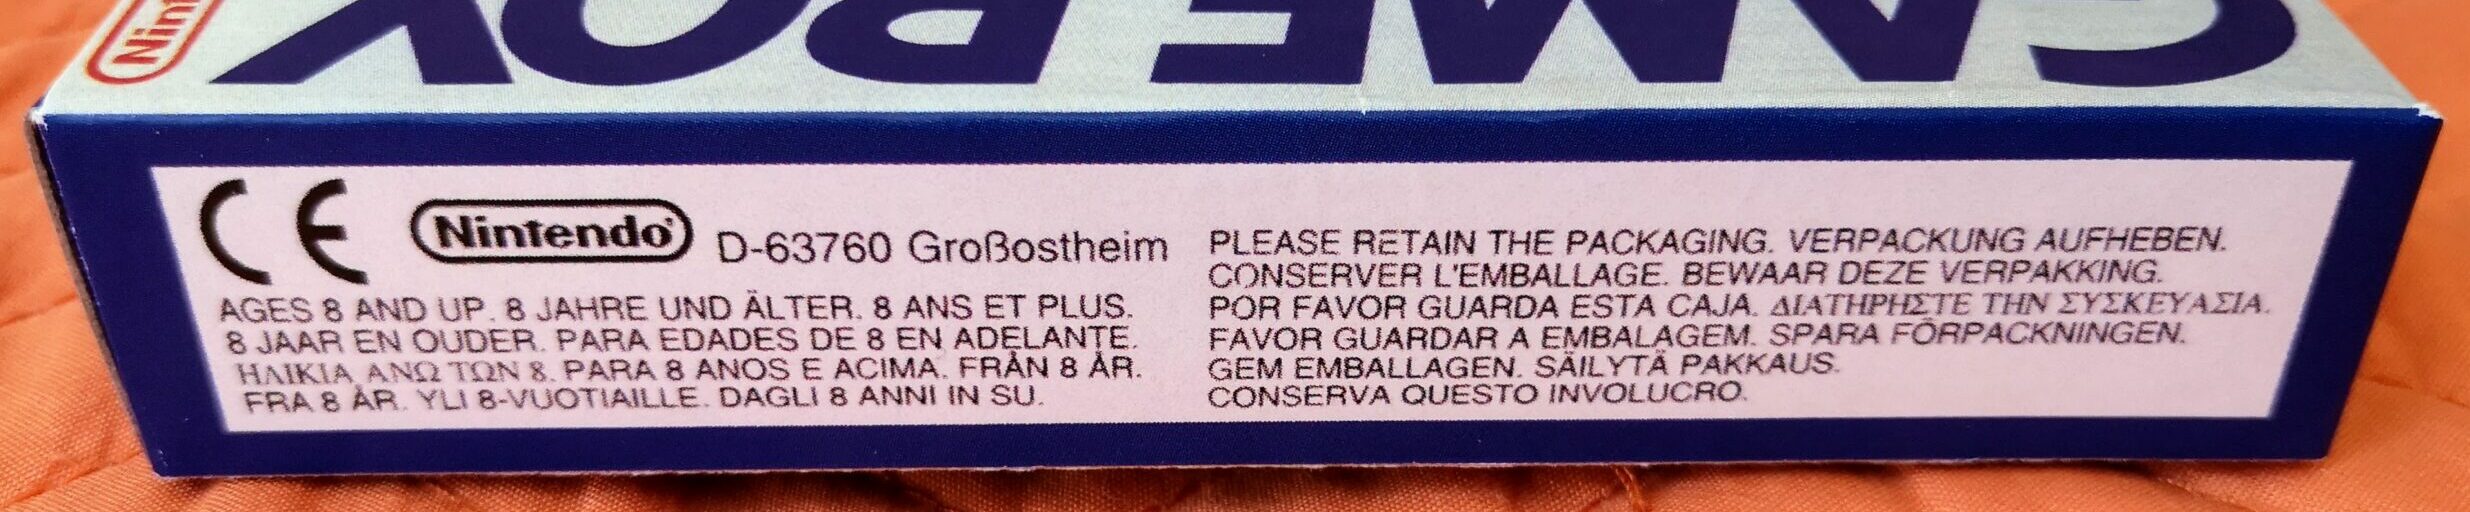 GAME BOY
Nint
CE Nintendo® D-63760 Großostheim
AGES 8 AND UP. 8 JAHRE UND ÄLTER. 8 ANS ET PLUS.
8 JAAR EN OUDER. PARA EDADES DE 8 EN ADELANTE.
ΗΛΙΚΙΑ ΑΝΩ ΤΩΝ 8. PARA 8 ANOS E ACIMA. FRÅN 8 ÅR.
FRA 8 ÅR. YLI 8-VUOTIAILLE. DAGLI 8 ANNI IN SU.
PLEASE RETAIN THE PACKAGING. VERPACKUNG AUFHEBEN.
CONSERVER L'EMBALLAGE. BEWAAR DEZE VERPAKKING.
POR FAVOR GUARDA ESTA CAJA. ΔΙΑΤΗΡΗΣΤΕ ΤΗΝ ΣΥΣΚΕΥΑΣΙΑ.
FAVOR GUARDAR A EMBALAGEM. SPARA FÖRPACKNINGEN.
GEM EMBALLAGEN. SÄILYTÄ PAKKAUS.
CONSERVA QUESTO INVOLUCRO.